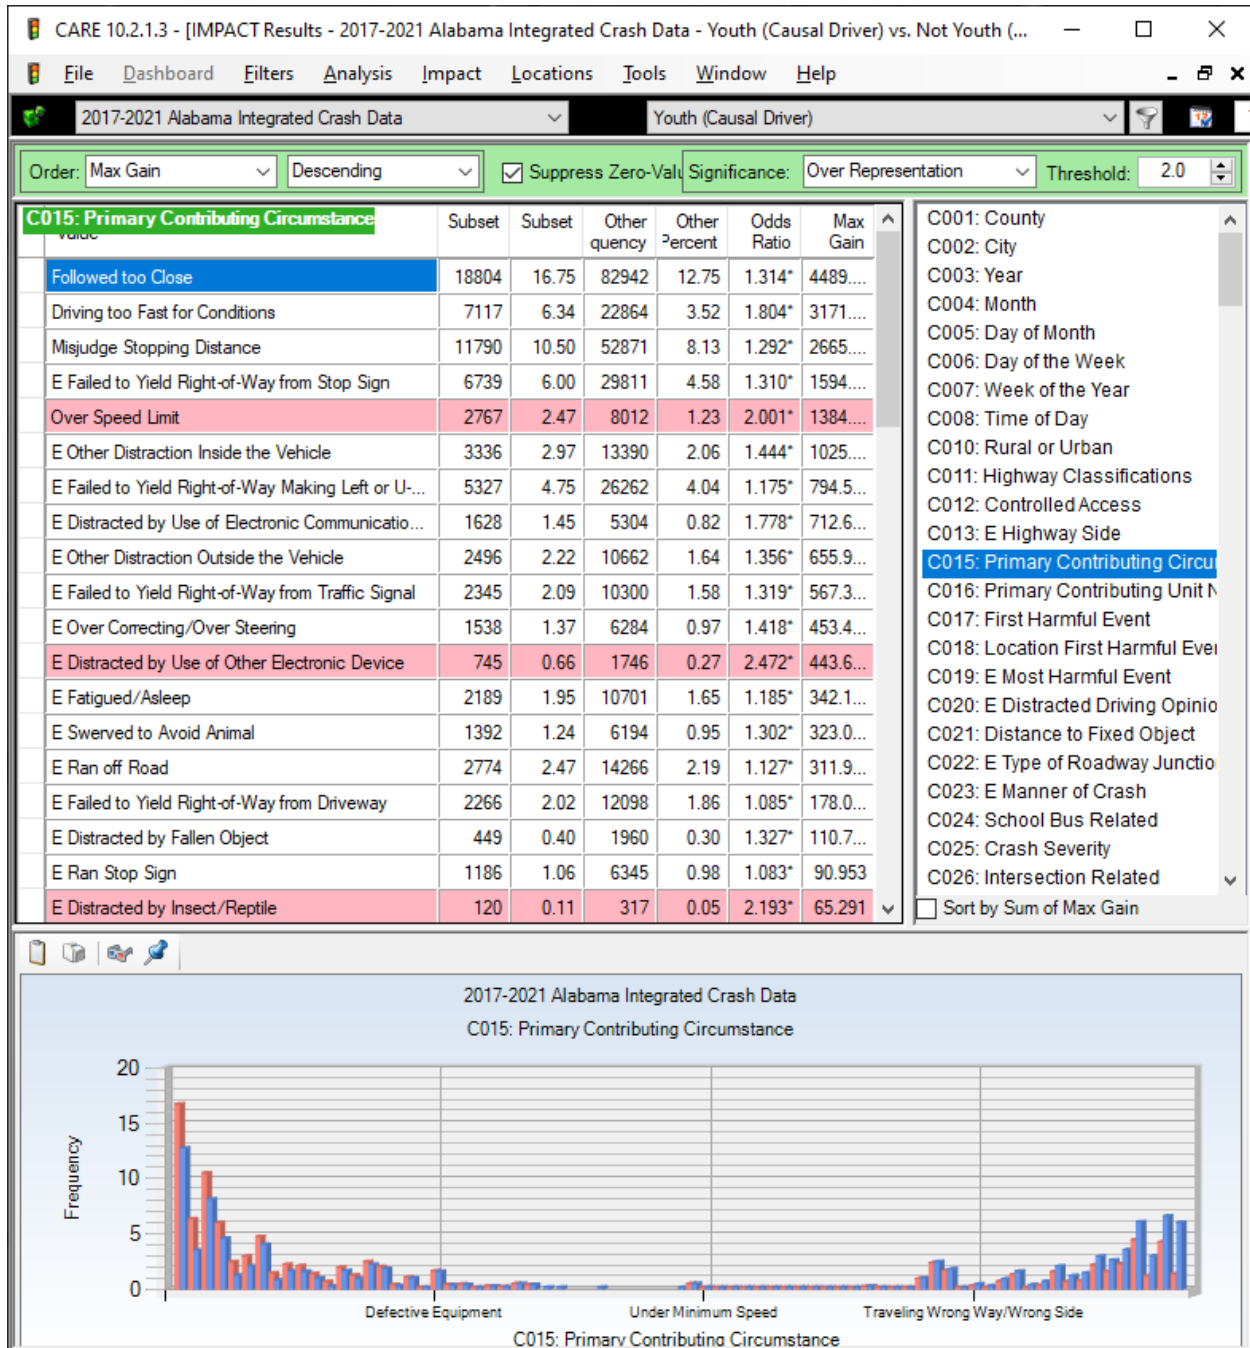 CARE 10.2.1.3 - [IMPACT Results - 2017-2021 Alabama Integrated Crash Data - Youth (Causal Driver) vs. Not Youth (...
File Dashboard Filters Analysis Impact Locations Tools Window Help
2017-2021 Alabama Integrated Crash Data Youth (Causal Driver)
Order: Max Gain Descending Suppress Zero-Valu Significance: Over Representation Threshold: 2.0
C015: Primary Contributing Circumstance Subset Subset Other quency Other Percent Odds Ratio Max Gain
Followed too Close 18804 16.75 82942 12.75 1.314* 4489....
Driving too Fast for Conditions 7117 6.34 22864 3.52 1.804* 3171....
Misjudge Stopping Distance 11790 10.50 52871 8.13 1.292* 2665....
E Failed to Yield Right-of-Way from Stop Sign 6739 6.00 29811 4.58 1.310* 1594....
Over Speed Limit 2767 2.47 8012 1.23 2.001* 1384....
E Other Distraction Inside the Vehicle 3336 2.97 13390 2.06 1.444* 1025....
E Failed to Yield Right-of-Way Making Left or U-... 5327 4.75 26262 4.04 1.175* 794.5...
E Distracted by Use of Electronic Communicatio... 1628 1.45 5304 0.82 1.778* 712.6...
E Other Distraction Outside the Vehicle 2496 2.22 10662 1.64 1.356* 655.9...
E Failed to Yield Right-of-Way from Traffic Signal 2345 2.09 10300 1.58 1.319* 567.3...
E Over Correcting/Over Steering 1538 1.37 6284 0.97 1.418* 453.4...
E Distracted by Use of Other Electronic Device 745 0.66 1746 0.27 2.472* 443.6...
E Fatigued/Asleep 2189 1.95 10701 1.65 1.185* 342.1...
E Swerved to Avoid Animal 1392 1.24 6194 0.95 1.302* 323.0...
E Ran off Road 2774 2.47 14266 2.19 1.127* 311.9...
E Failed to Yield Right-of-Way from Driveway 2266 2.02 12098 1.86 1.085* 178.0...
E Distracted by Fallen Object 449 0.40 1960 0.30 1.327* 110.7...
E Ran Stop Sign 1186 1.06 6345 0.98 1.083* 90.953
E Distracted by Insect/Reptile 120 0.11 317 0.05 2.193* 65.291
C001: County
C002: City
C003: Year
C004: Month
C005: Day of Month
C006: Day of the Week
C007: Week of the Year
C008: Time of Day
C010: Rural or Urban
C011: Highway Classifications
C012: Controlled Access
C013: E Highway Side
C015: Primary Contributing Circu
C016: Primary Contributing Unit N
C017: First Harmful Event
C018: Location First Harmful Eve
C019: E Most Harmful Event
C020: E Distracted Driving Opinio
C021: Distance to Fixed Object
C022: E Type of Roadway Junctio
C023: E Manner of Crash
C024: School Bus Related
C025: Crash Severity
C026: Intersection Related
Sort by Sum of Max Gain
2017-2021 Alabama Integrated Crash Data
C015: Primary Contributing Circumstance
20
15
10
5
0
Frequency
Defective Equipment Under Minimum Speed Traveling Wrong Way/Wrong Side
C015: Primary Contributing Circumstance